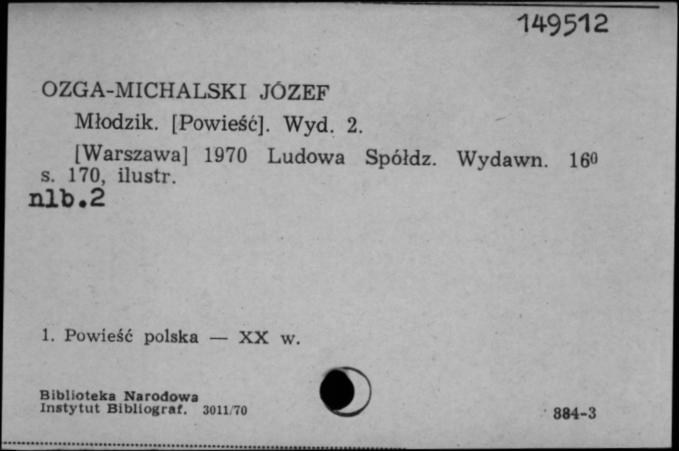 149512
OZGA-MICHALSKI JÓZEF
Młodzik. [Powieść]. Wyd. 2.
[Warszawa] 1970 Ludowa Spółdz. Wydawn. 16⁰
s. 170, ilustr.
nlb.2
1. Powieść polska — XX w.
Biblioteka Narodowa
Instytut Bibliograf. 3011/70
884-3